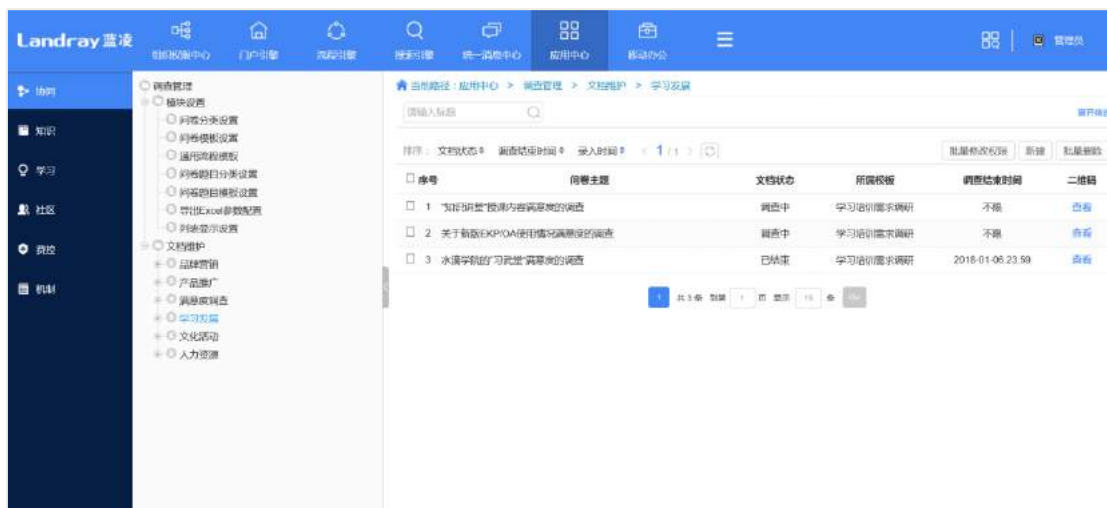 Landray 蓝凌
组织权限中心 门户引擎 流程引擎 搜索引擎 统一消息中心 应用中心 移动办公 管理员
协同
知识
学习
社区
费控
机制
调查管理
模块设置
问卷分类设置
问卷模板设置
通用流程模板
问卷题目分类设置
问卷题目模板设置
导出Excel参数配置
列表显示设置
文档维护
品牌营销
产品推广
满意度调查
学习发展
文化活动
人力资源
当前路径：应用中心 > 调查管理 > 文档维护 > 学习发展
请输入标题
排序： 文档状态 调查结束时间 录入时间 1 / 1 批量修改权限 新建 批量删除
序号 问卷主题 文档状态 所属模板 调查结束时间 二维码
1 "知识讲堂"授课内容满意度的调查 调查中 学习培训需求调研 不限 查看
2 关于新版EKP/OA使用情况满意度的调查 调查中 学习培训需求调研 不限 查看
3 水滴学院的"习武堂"满意度的调查 已结束 学习培训需求调研 2018-01-06 23:59 查看
1 共 3 条 到第 1 页 显示 15 条 Go